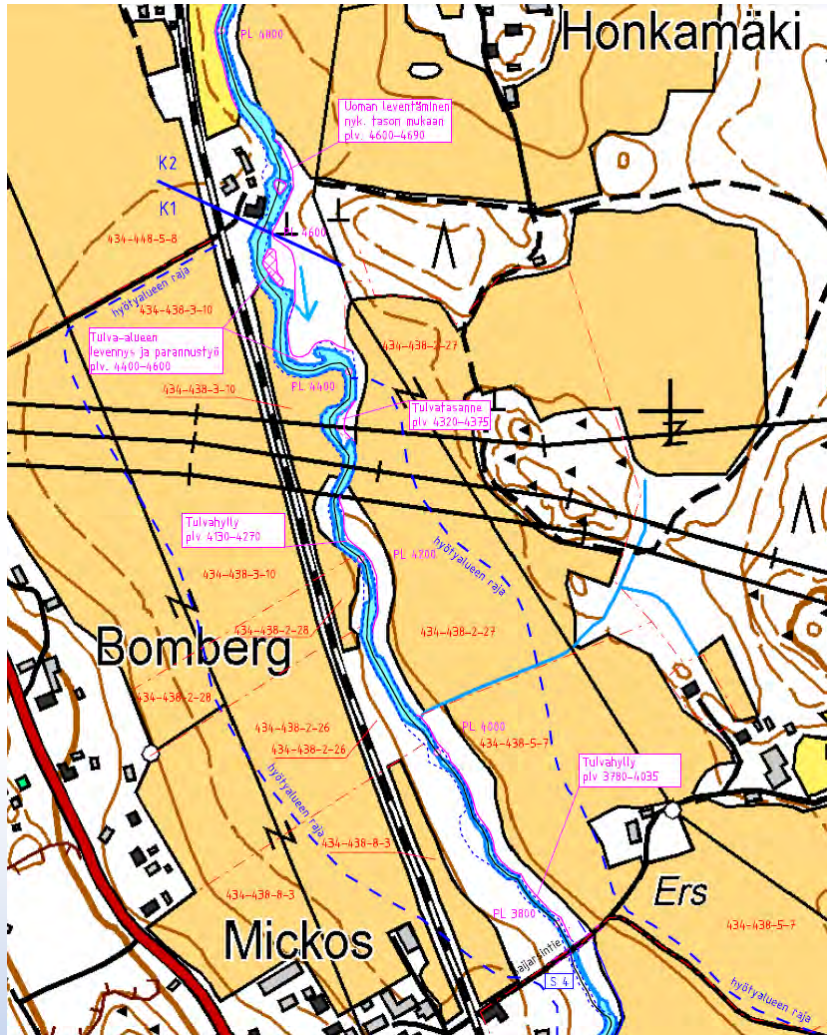 PL 4800
Honkamäki
Uoman leventäminen
nyk. tason mukaan
plv. 4600-4690
K2
K1
PL 4600
434-448-5-8
hyötyalueen raja
434-438-3-10
Tulva-alueen
levennys ja parannustyö
plv. 4400-4600
434-438-2-27
434-438-3-10
PL 4400
Tulvatasanne
plv 4320-4375
Tulvahylly
plv 4130-4270
PL 4200
hyötyalueen raja
434-438-3-10
434-438-2-28
434-438-2-27
Bomberg
434-438-2-28
434-438-2-26
434-438-2-26
PL 4000
434-438-5-7
Tulvahylly
plv 3780-4035
hyötyalueen raja
434-438-8-3
434-438-8-3
Ers
PL 3800
434-438-5-7
Mickos
S 4
hyötyalueen raja